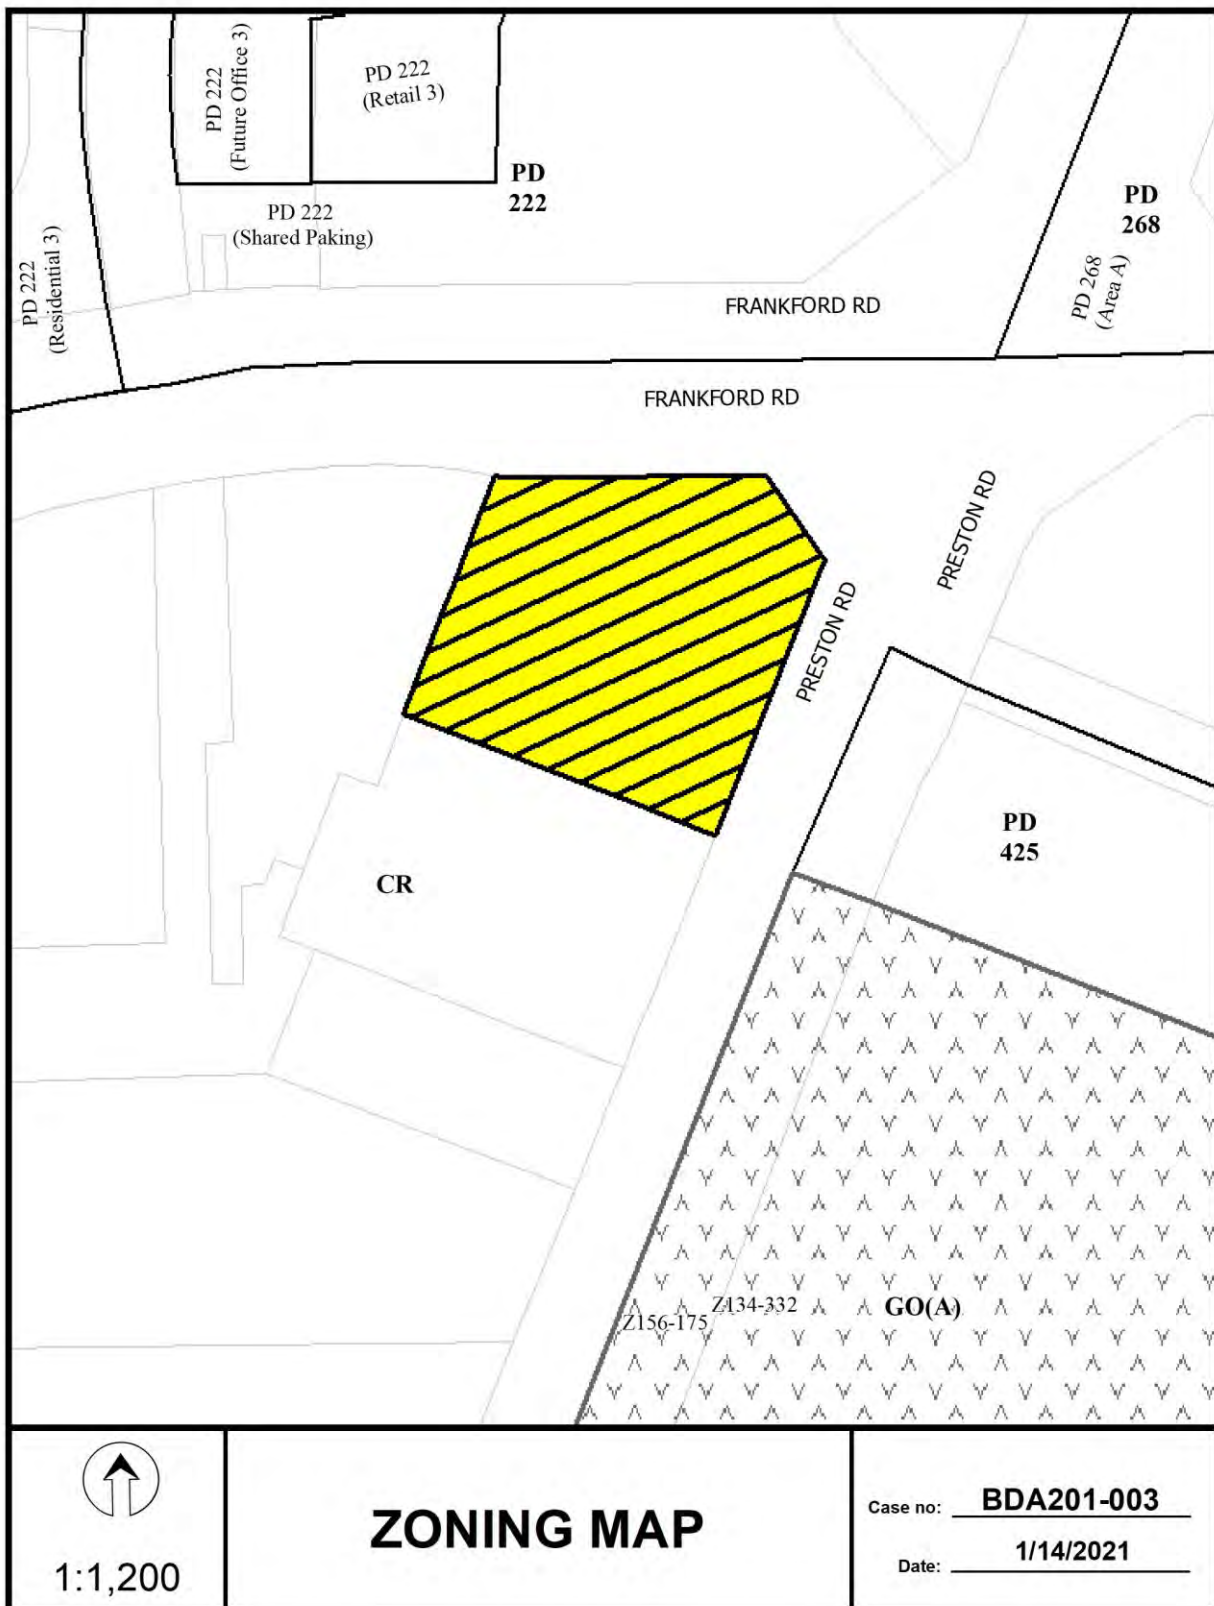 PD 222
(Future Office 3)
PD 222
(Retail 3)
PD
222
PD 222
(Shared Paking)
PD 222
(Residential 3)
PD
268
PD 268
(Area A)
FRANKFORD RD
FRANKFORD RD
PRESTON RD
PRESTON RD
PD
425
CR
Z156-175
Z134-332
GO(A)
1:1,200
ZONING MAP
Case no: BDA201-003
Date: 1/14/2021